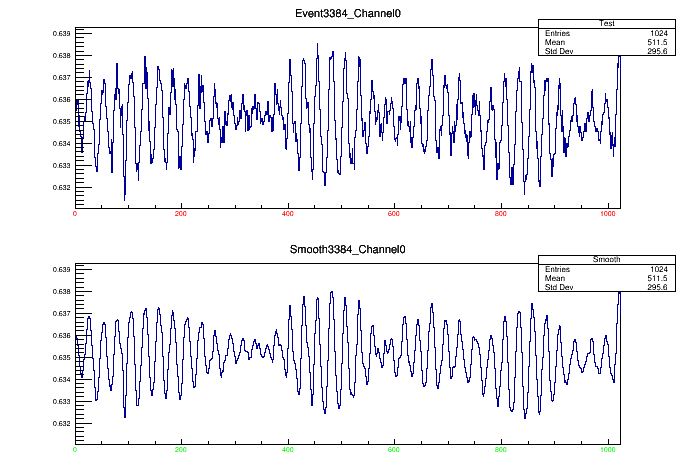 Event3384_Channel0
Test
Entries 1024
Mean 511.5
Std Dev 295.6
0.639
0.638
0.637
0.636
0.635
0.634
0.633
0.632
0 200 400 600 800 1000
Smooth3384_Channel0
Smooth
Entries 1024
Mean 511.5
Std Dev 295.6
0.639
0.638
0.637
0.636
0.635
0.634
0.633
0.632
0 200 400 600 800 1000